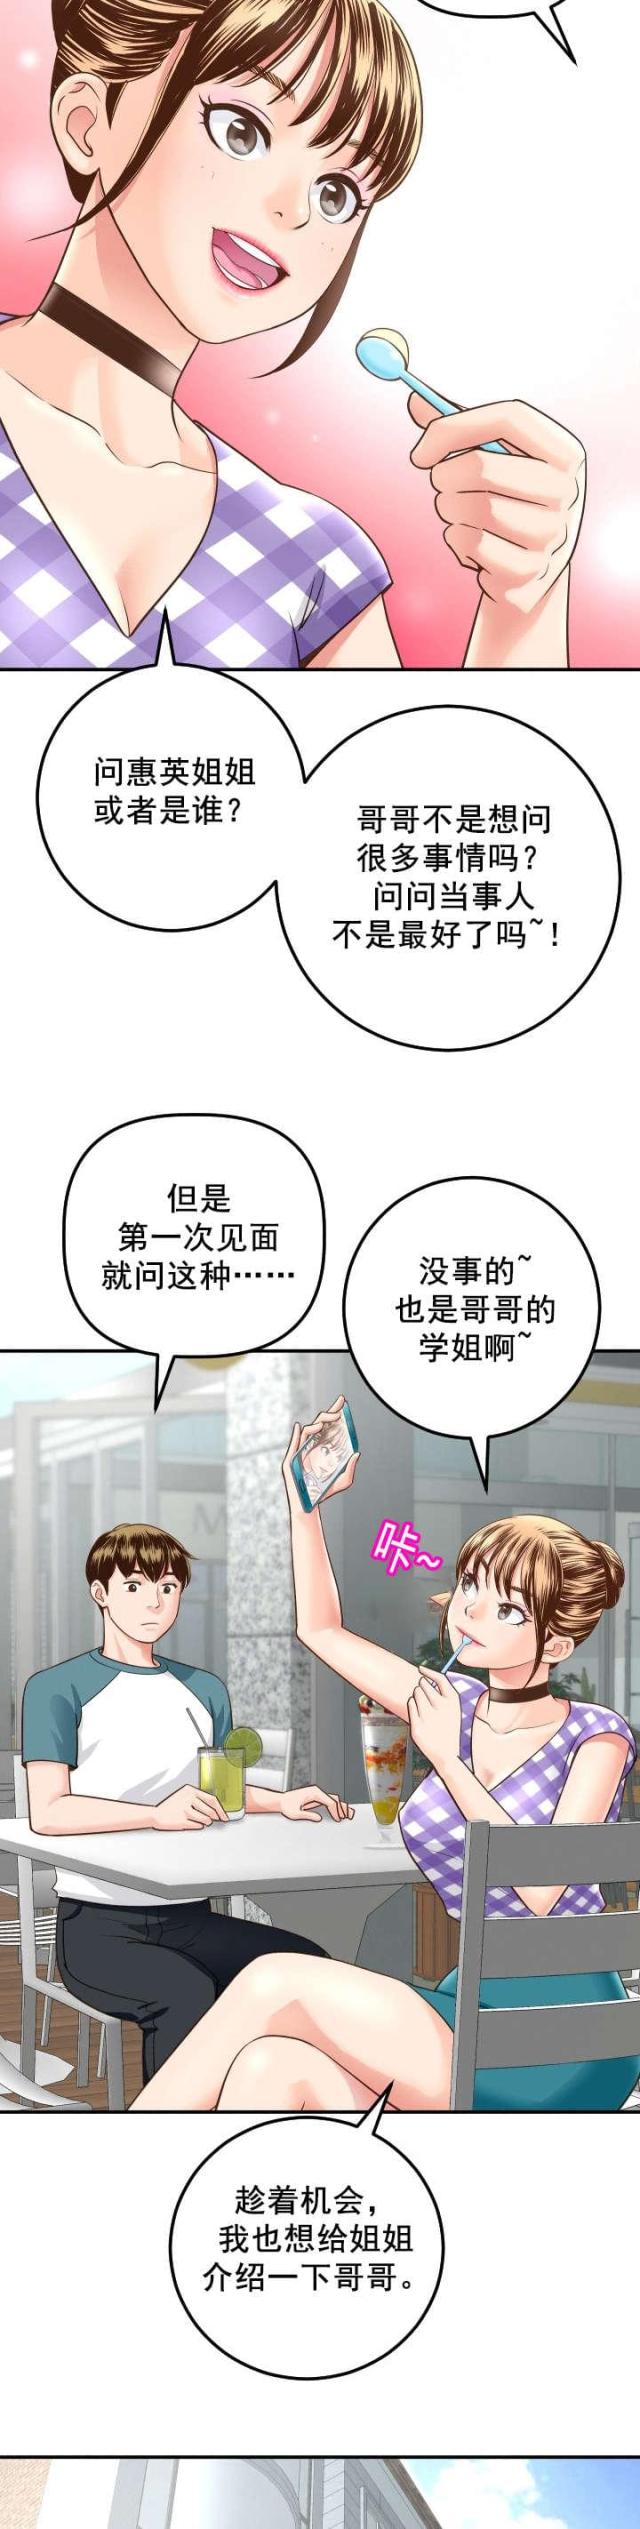 问惠英姐姐
或者是谁?
哥哥不是想问
很多事情吗?
问问当事人
不是最好了吗~!
但是
第一次见面
就问这种……
没事的~
也是哥哥的
学姐啊~
咔~
趁着机会,
我也想给姐姐
介绍一下哥哥。